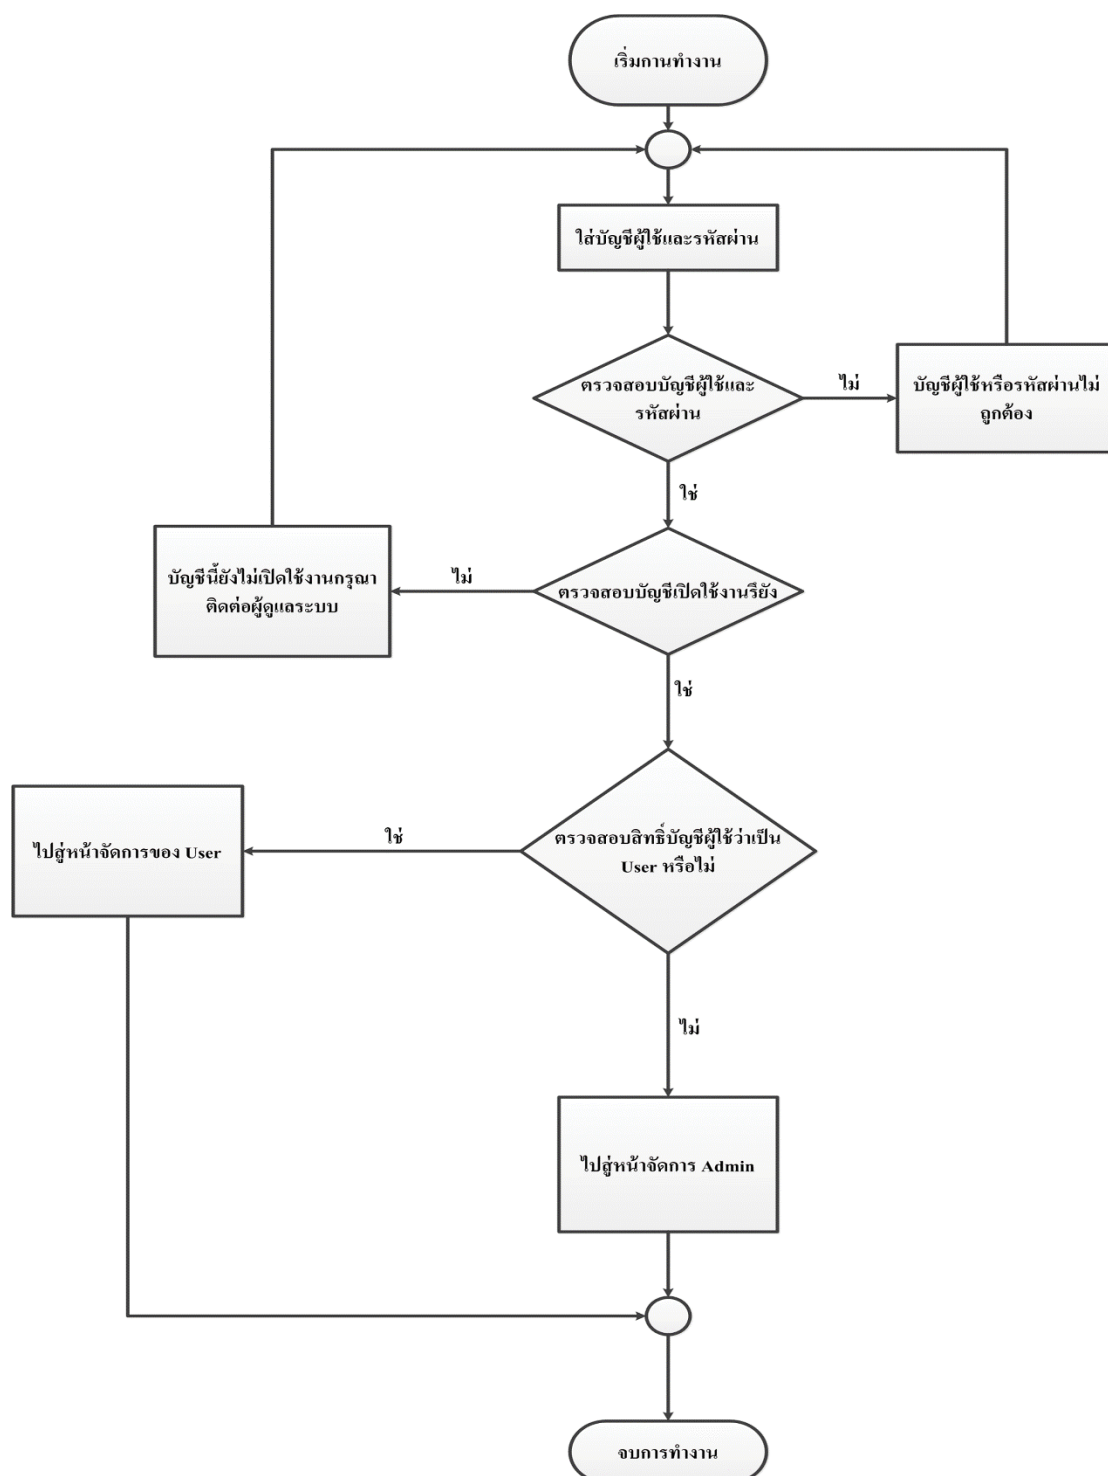 เริ่มกานทำงาน
ใส่บัญชีผู้ใช้และรหัสผ่าน
ตรวจสอบบัญชีผู้ใช้และ
รหัสผ่าน
ไม่
บัญชีผู้ใช้หรือรหัสผ่านไม่
ถูกต้อง
ใช่
ตรวจสอบบัญชีเปิดใช้งานรึยัง
ไม่
บัญชีนี้ยังไม่เปิดใช้งานกรุณา
ติดต่อผู้ดูแลระบบ
ใช่
ตรวจสอบสิทธิ์บัญชีผู้ใช้ว่าเป็น
User หรือไม่
ใช่
ไปสู่หน้าจัดการของ User
ไม่
ไปสู่หน้าจัดการ Admin
จบการทำงาน